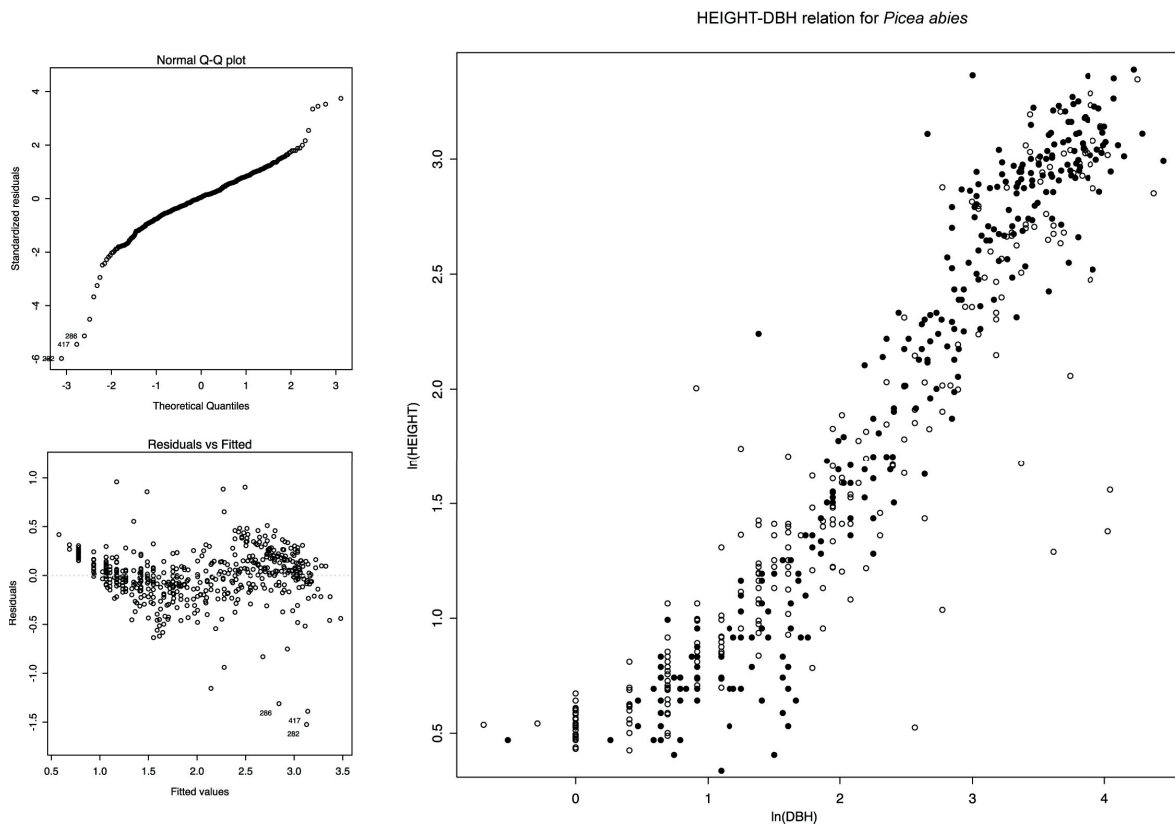 HEIGHT-DBH relation for Picea abies
Normal Q-Q plot
Standardized residuals
4
2
0
-2
-4
-6
286
417
282
-3 -2 -1 0 1 2 3
Theoretical Quantiles
Residuals vs Fitted
Residuals
1.0
0.5
0.0
-0.5
-1.0
-1.5
286
417
282
0.5 1.0 1.5 2.0 2.5 3.0 3.5
Fitted values
ln(HEIGHT)
3.0
2.5
2.0
1.5
1.0
0.5
0 1 2 3 4
ln(DBH)